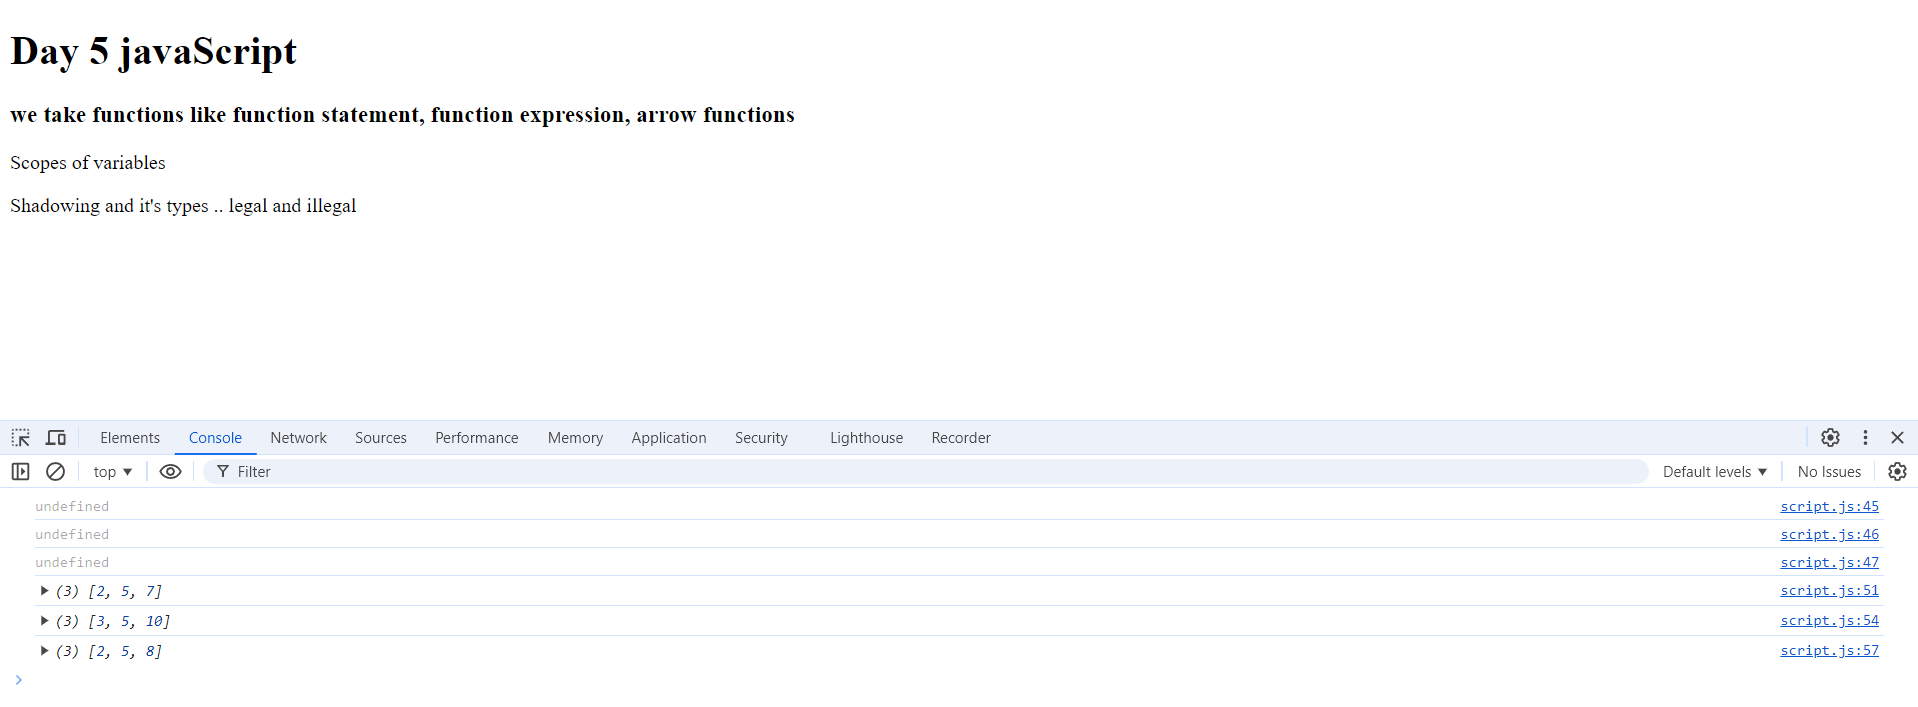 Day 5 javaScript
we take functions like function statement, function expression, arrow functions
Scopes of variables
Shadowing and it's types .. legal and illegal
Elements Console Network Sources Performance Memory Application Security Lighthouse Recorder
top Filter Default levels No Issues
undefined script.js:45
undefined script.js:46
undefined script.js:47
(3) [2, 5, 7] script.js:51
(3) [3, 5, 10] script.js:54
(3) [2, 5, 8] script.js:57